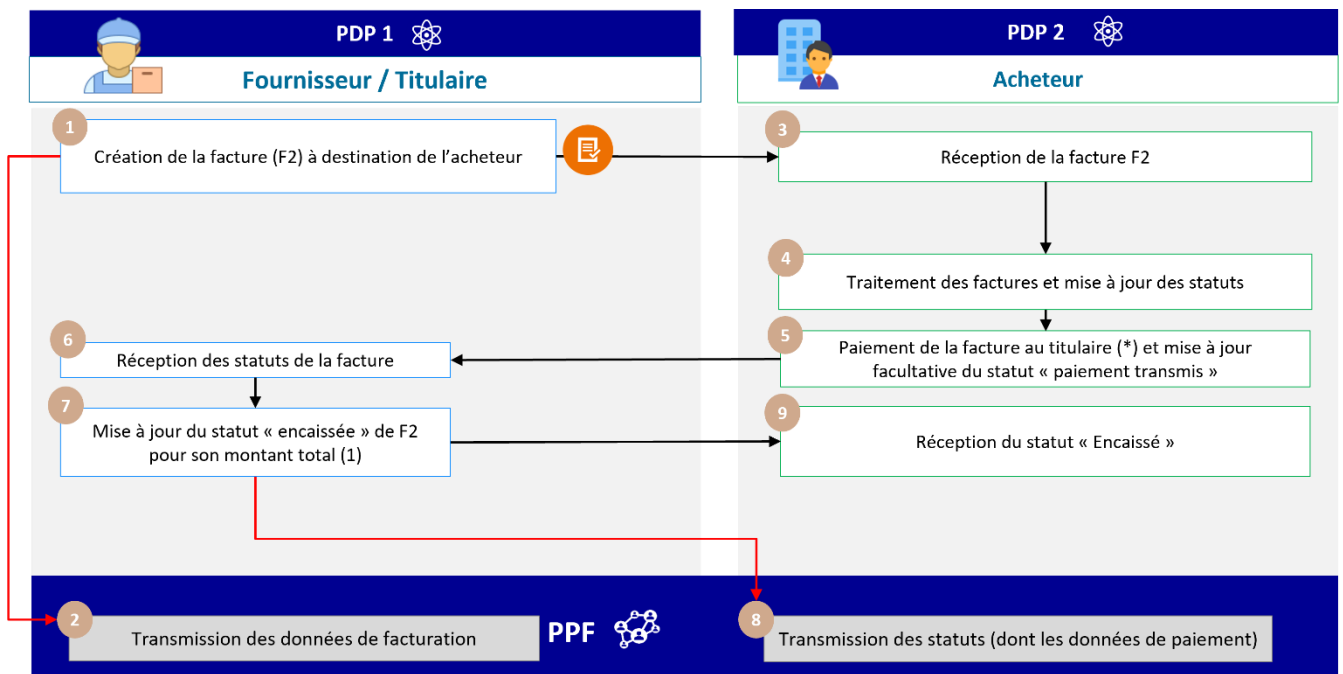 PDP 1
Fournisseur / Titulaire
PDP 2
Acheteur
1
Création de la facture (F2) à destination de l’acheteur
3
Réception de la facture F2
4
Traitement des factures et mise à jour des statuts
5
Paiement de la facture au titulaire (*) et mise à jour
facultative du statut « paiement transmis »
6
Réception des statuts de la facture
7
Mise à jour du statut « encaissée » de F2
pour son montant total (1)
9
Réception du statut « Encaissé »
2
Transmission des données de facturation
PPF
8
Transmission des statuts (dont les données de paiement)